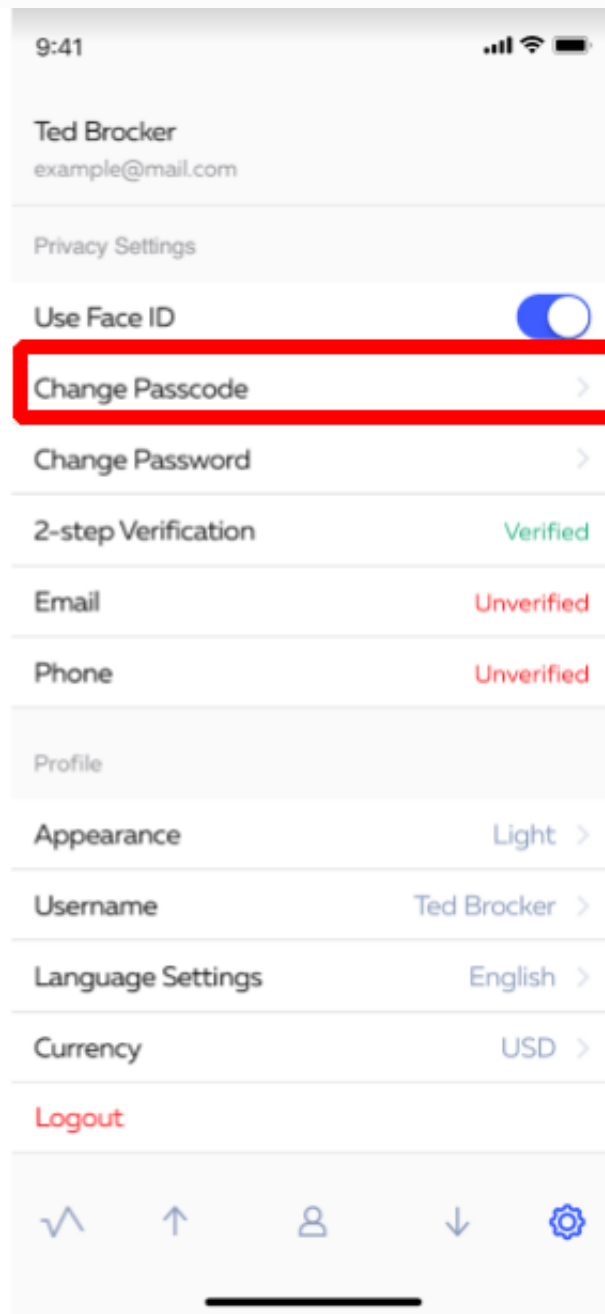 9:41
Ted Brocker
example@mail.com
Privacy Settings
Use Face ID
Change Passcode
Change Password
2-step Verification Verified
Email Unverified
Phone Unverified
Profile
Appearance Light
Username Ted Brocker
Language Settings English
Currency USD
Logout